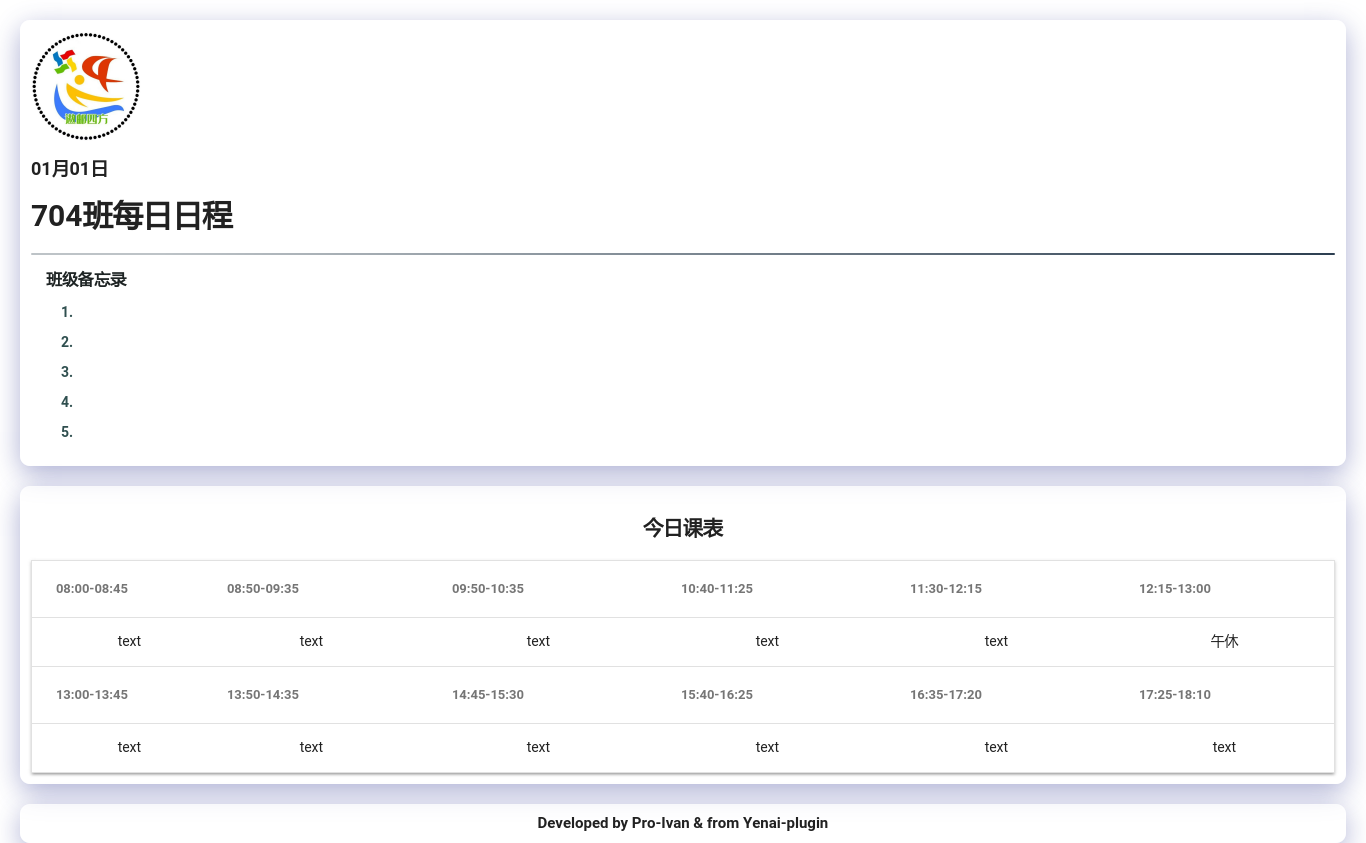 01月01日
704班每日日程
班级备忘录
1.
2.
3.
4.
5.
今日课表
08:00-08:45 08:50-09:35 09:50-10:35 10:40-11:25 11:30-12:15 12:15-13:00
text text text text text 午休
13:00-13:45 13:50-14:35 14:45-15:30 15:40-16:25 16:35-17:20 17:25-18:10
text text text text text text
Developed by Pro-Ivan & from Yenai-plugin